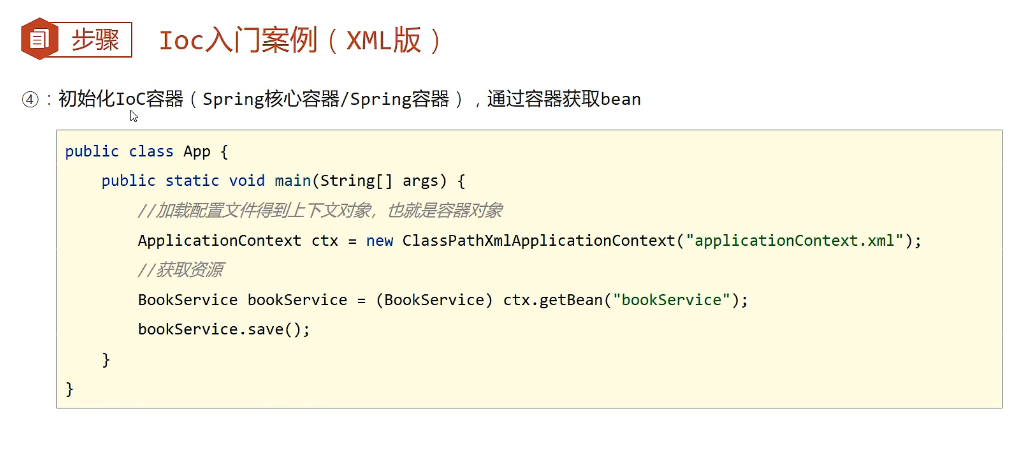 步骤
Ioc入门案例（XML版）
④：初始化IoC容器（Spring核心容器/Spring容器），通过容器获取bean
public class App {
    public static void main(String[] args) {
        //加载配置文件得到上下文对象，也就是容器对象
        ApplicationContext ctx = new ClassPathXmlApplicationContext("applicationContext.xml");
        //获取资源
        BookService bookService = (BookService) ctx.getBean("bookService");
        bookService.save();
    }
}